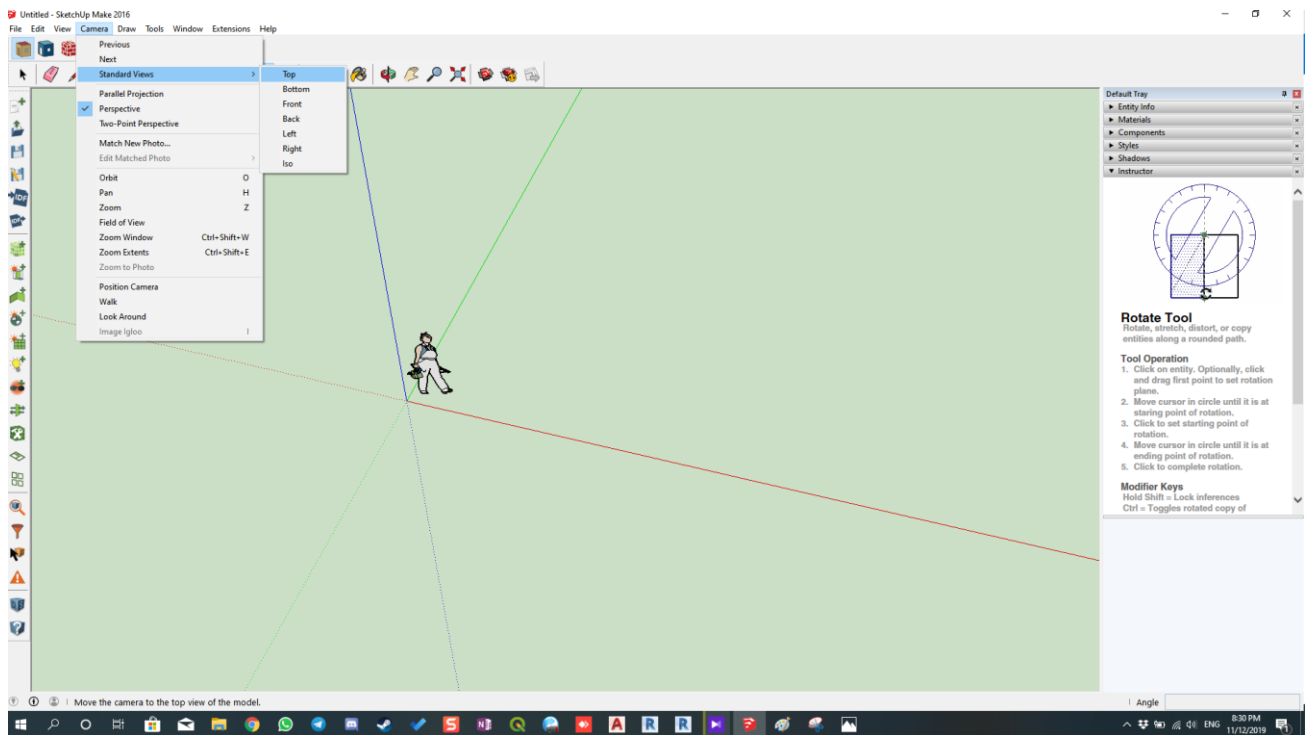 Untitled - SketchUp Make 2016
File Edit View Camera Draw Tools Window Extensions Help
Previous
Next
Standard Views
Parallel Projection
Perspective
Two-Point Perspective
Match New Photo...
Edit Matched Photo
Orbit O
Pan H
Zoom Z
Field of View
Zoom Window Ctrl+Shift+W
Zoom Extents Ctrl+Shift+E
Zoom to Photo
Position Camera
Walk
Look Around
Image Igloo I
Top
Bottom
Front
Back
Left
Right
Iso
IDF
IDF
Default Tray
Entity Info
Materials
Components
Styles
Shadows
Instructor
Rotate Tool
Rotate, stretch, distort, or copy
entities along a rounded path.
Tool Operation
1. Click on entity. Optionally, click
and drag first point to set rotation
plane.
2. Move cursor in circle until it is at
staring point of rotation.
3. Click to set starting point of
rotation.
4. Move cursor in circle until it is at
ending point of rotation.
5. Click to complete rotation.
Modifier Keys
Hold Shift = Lock inferences
Ctrl = Toggles rotated copy of
Move the camera to the top view of the model.
Angle
ENG
8:30 PM
11/12/2019